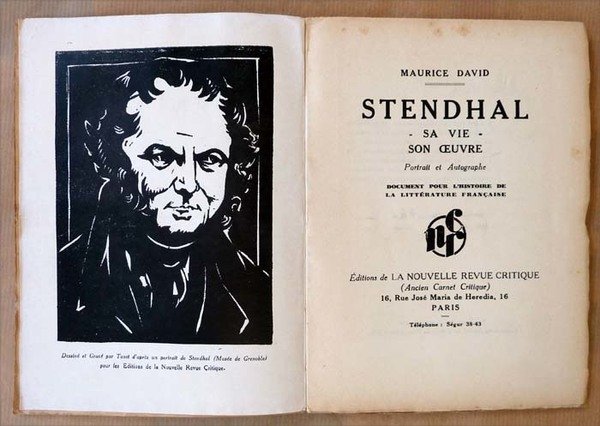 Dessiné et Gravé par Tanet d'après un portrait de Stendhal (Musée de Grenoble)
pour les Editions de la Nouvelle Revue Critique.
MAURICE DAVID
STENDHAL
- SA VIE -
SON ŒUVRE
Portrait et Autographe
DOCUMENT POUR L'HISTOIRE DE
LA LITTÉRATURE FRANÇAISE
nrc
Éditions de LA NOUVELLE REVUE CRITIQUE
(Ancien Carnet Critique)
16, Rue José Maria de Heredia, 16
PARIS
Téléphone : Ségur 38-43